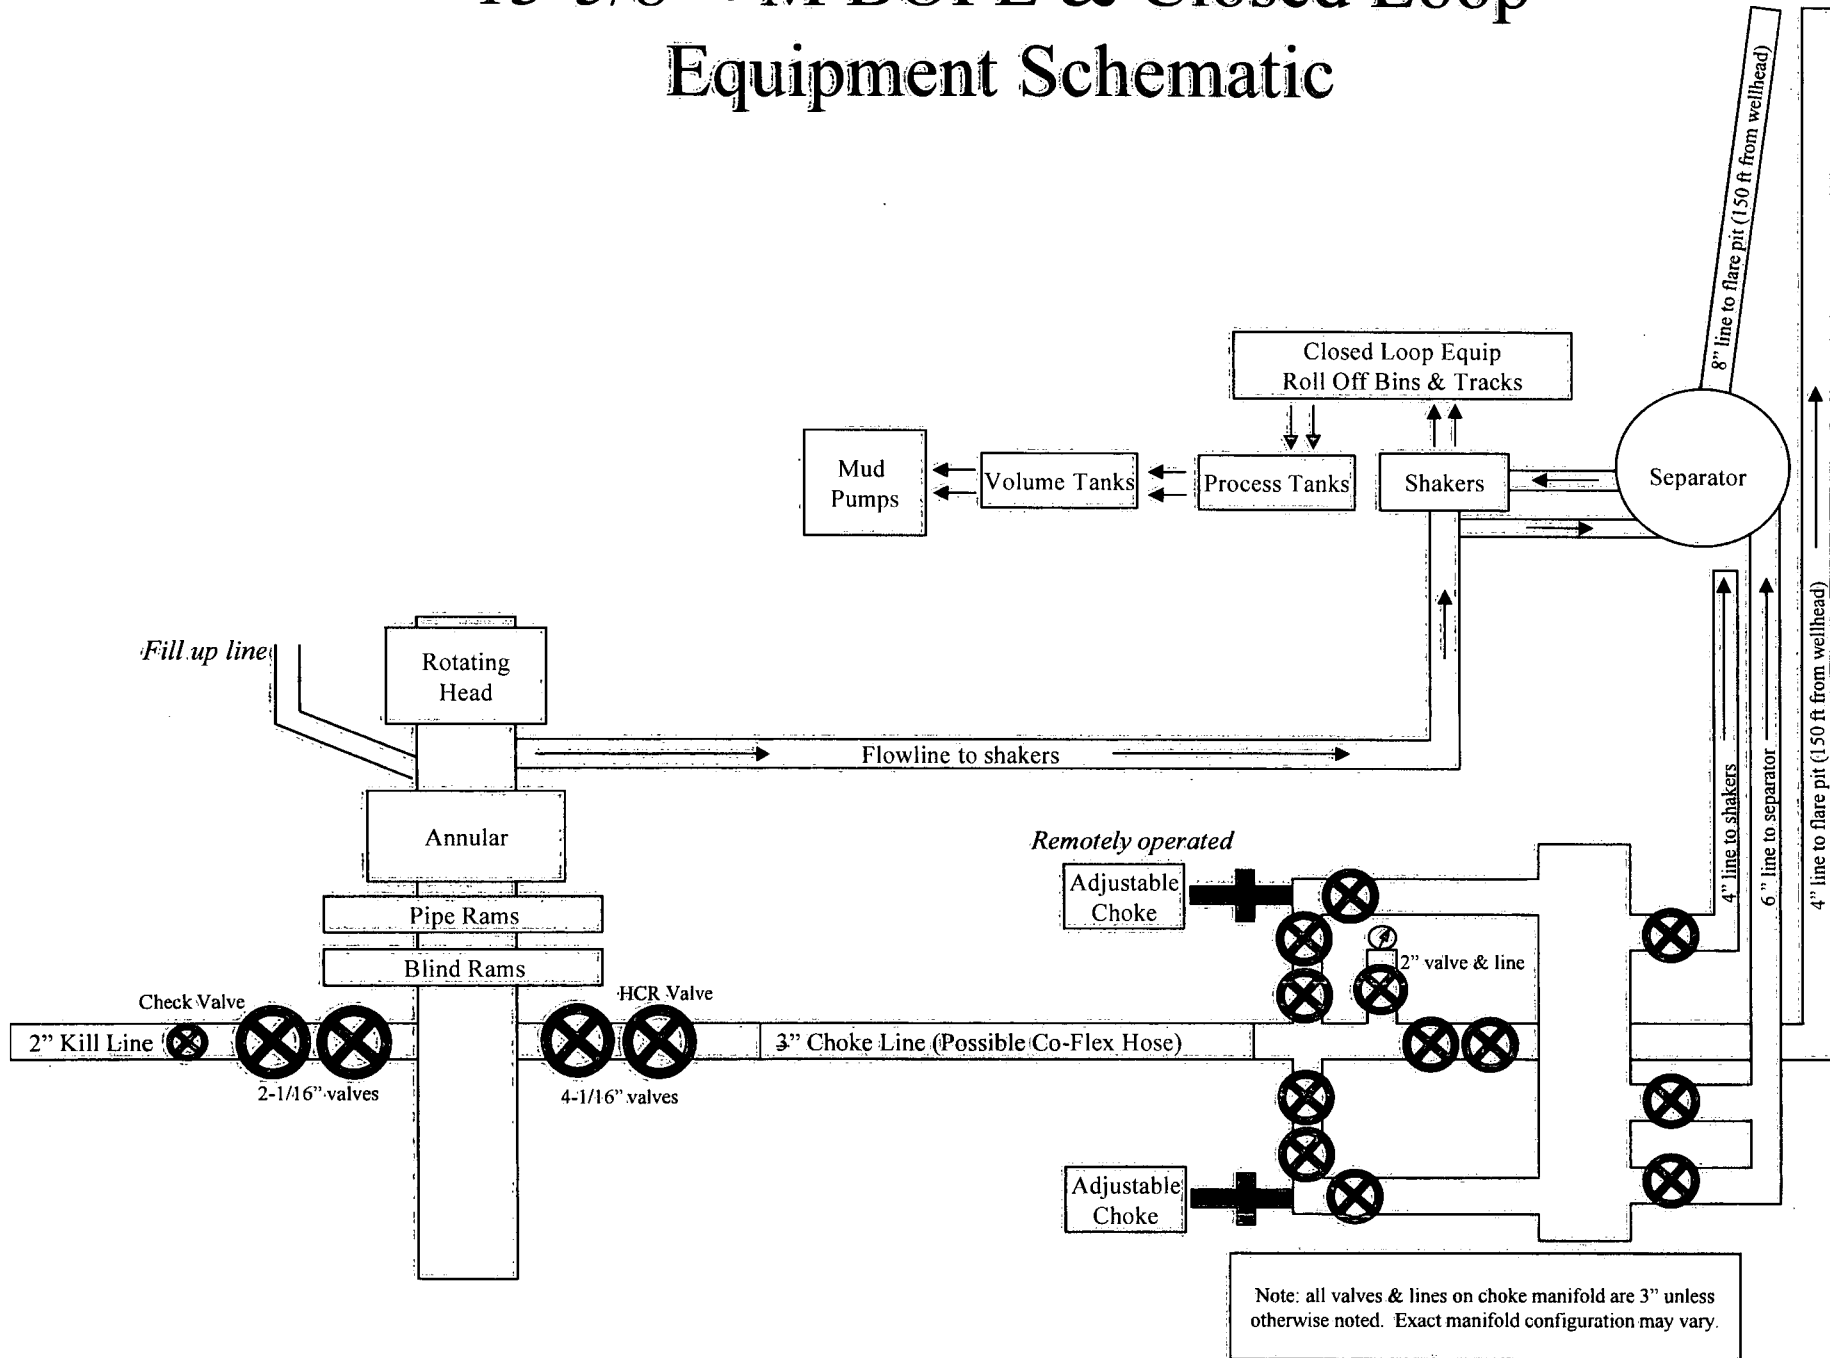 BOPE & Closed Loop
Equipment Schematic
8” line to flare pit (150 ft from wellhead)
Closed Loop Equip
Roll Off Bins & Tracks
Mud
Pumps
Volume Tanks
Process Tanks
Shakers
Separator
Fill up line
Rotating
Head
Flowline to shakers
Annular
Pipe Rams
Blind Rams
Check Valve
HCR Valve
2” Kill Line
3” Choke Line (Possible Co-Flex Hose)
2-1/16” valves
4-1/16” valves
Remotely operated
Adjustable
Choke
2” valve & line
Adjustable
Choke
4” line to shakers
6” line to separator
4” line to flare pit (150 ft from wellhead)
Note: all valves & lines on choke manifold are 3” unless
otherwise noted. Exact manifold configuration may vary.